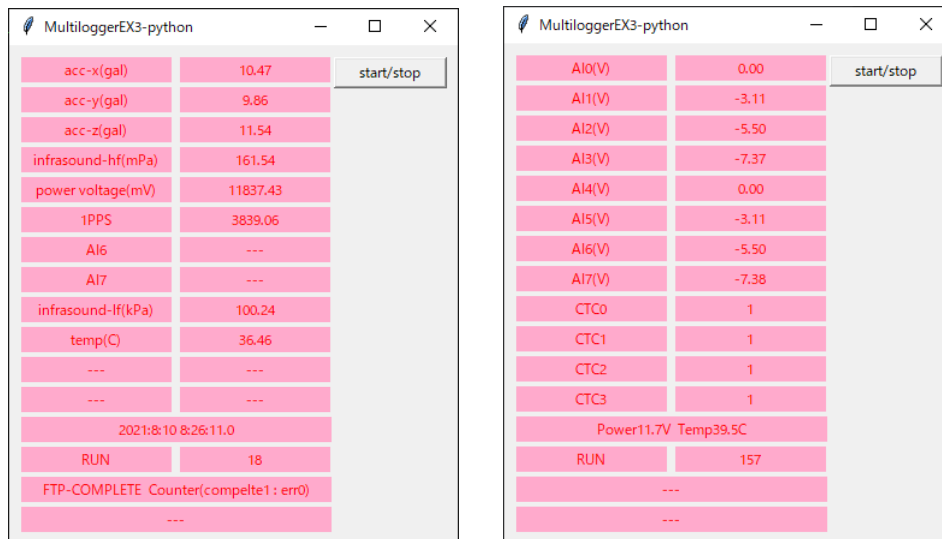 MultiloggerEX3-python
acc-x(gal) 10.47 start/stop
acc-y(gal) 9.86
acc-z(gal) 11.54
infrasound-hf(mPa) 161.54
power voltage(mV) 11837.43
1PPS 3839.06
AI6 ---
AI7 ---
infrasound-lf(kPa) 100.24
temp(C) 36.46
--- ---
--- ---
2021:8:10 8:26:11.0
RUN 18
FTP-COMPLETE Counter(compelte1 : err0)
---
MultiloggerEX3-python
AI0(V) 0.00 start/stop
AI1(V) -3.11
AI2(V) -5.50
AI3(V) -7.37
AI4(V) 0.00
AI5(V) -3.11
AI6(V) -5.50
AI7(V) -7.38
CTC0 1
CTC1 1
CTC2 1
CTC3 1
Power11.7V Temp39.5C
RUN 157
---
---